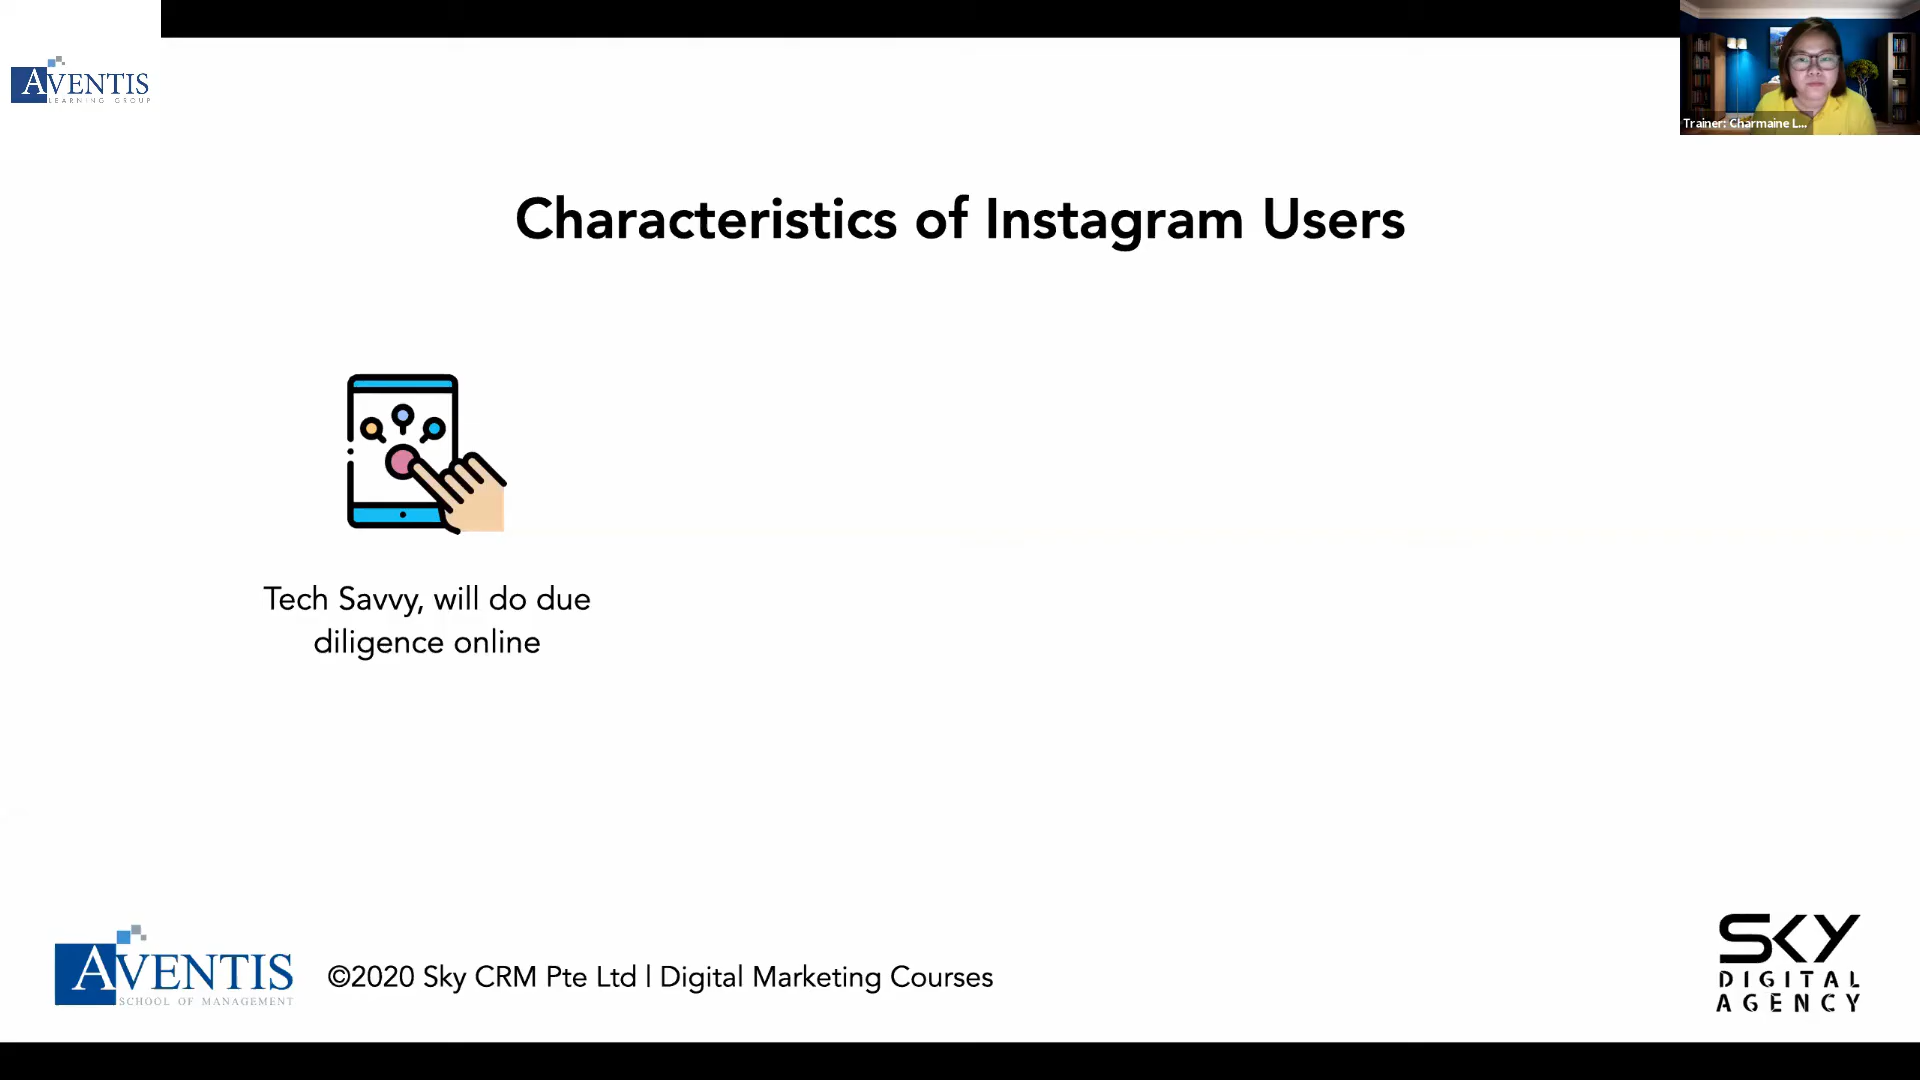 AVENTIS
LEARNING GROUP
Trainer: Charmaine L...
Characteristics of Instagram Users
Tech Savvy, will do due
diligence online
AVENTIS
SCHOOL OF MANAGEMENT
©2020 Sky CRM Pte Ltd | Digital Marketing Courses
SKY
DIGITAL
AGENCY